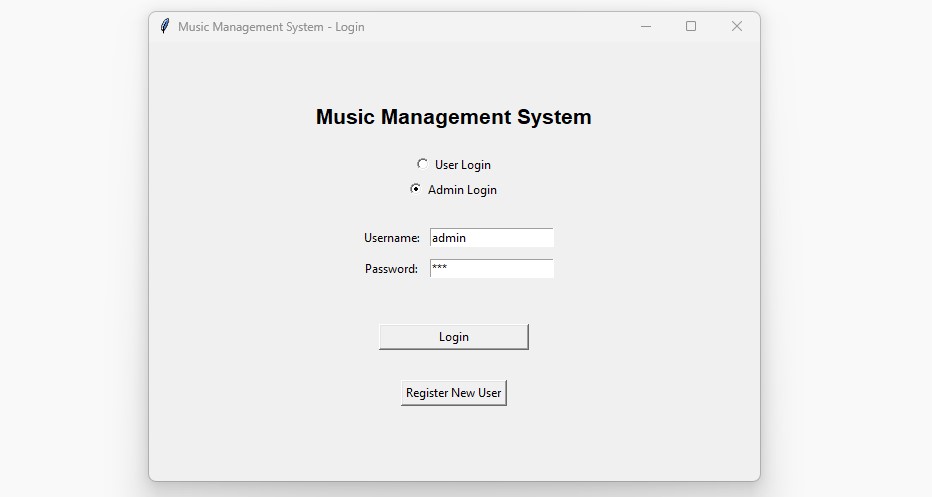 Music Management System - Login
Music Management System
User Login
Admin Login
Username: admin
Password: ***
Login
Register New User